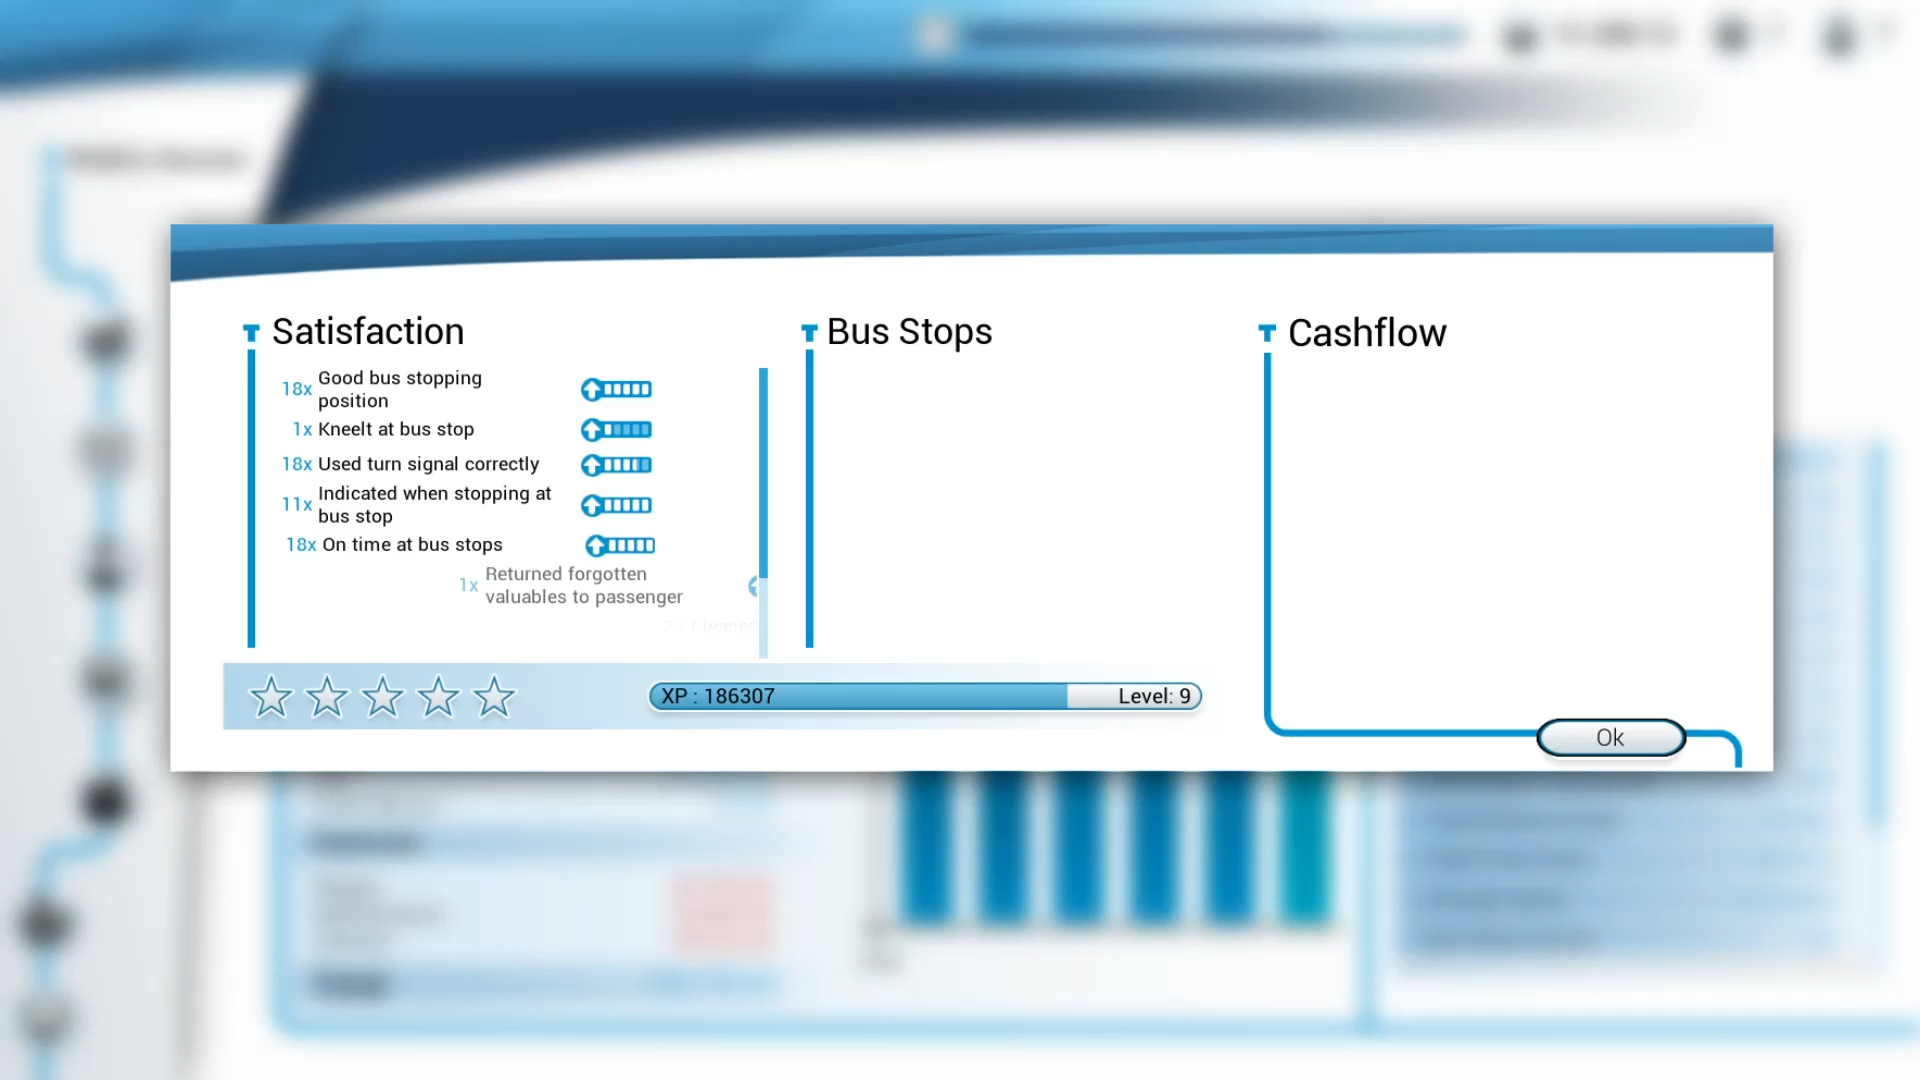 Satisfaction
18x Good bus stopping
position
1x Kneelt at bus stop
18x Used turn signal correctly
11x Indicated when stopping at
bus stop
18x On time at bus stops
1x Returned forgotten
valuables to passenger
Bus Stops
Cashflow
XP : 186307
Level: 9
Ok